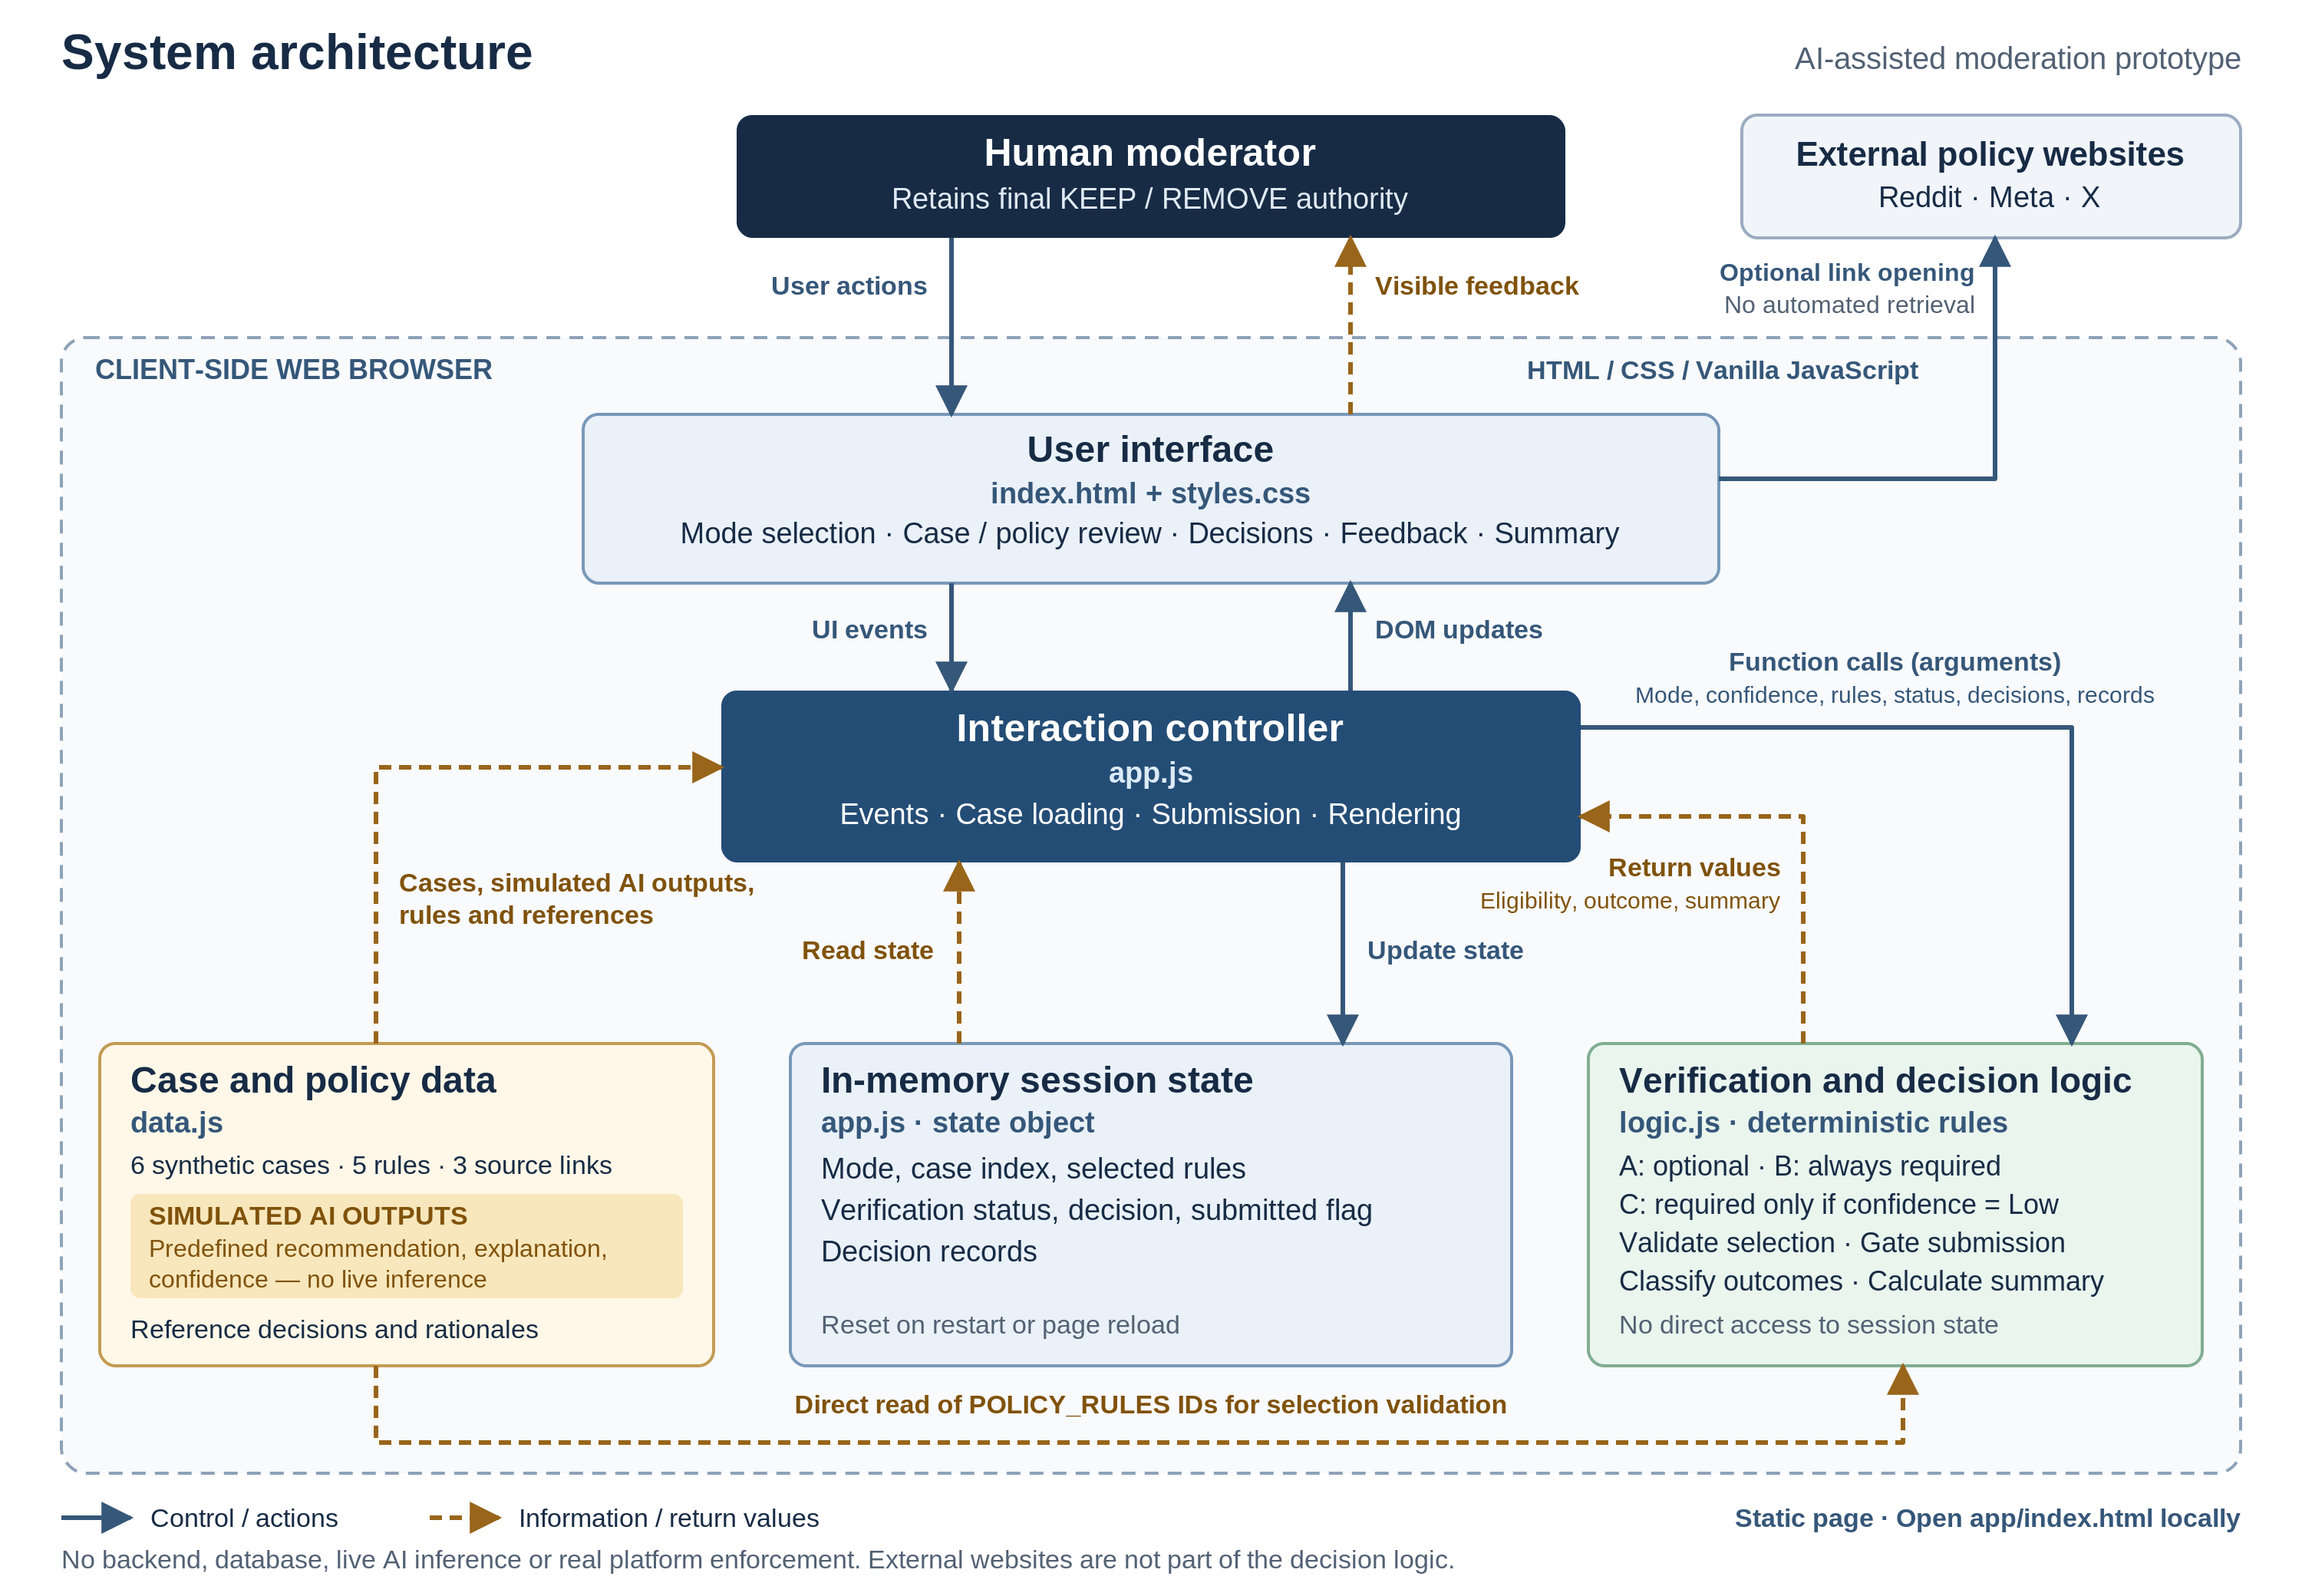 System architecture
AI-assisted moderation prototype
Human moderator
Retains final KEEP / REMOVE authority
External policy websites
Reddit · Meta · X
User actions
Visible feedback
Optional link opening
No automated retrieval
CLIENT-SIDE WEB BROWSER
HTML / CSS / Vanilla JavaScript
User interface
index.html + styles.css
Mode selection · Case / policy review · Decisions · Feedback · Summary
UI events
DOM updates
Function calls (arguments)
Mode, confidence, rules, status, decisions, records
Interaction controller
app.js
Events · Case loading · Submission · Rendering
Cases, simulated AI outputs,
rules and references
Return values
Eligibility, outcome, summary
Read state
Update state
Case and policy data
data.js
6 synthetic cases · 5 rules · 3 source links
SIMULATED AI OUTPUTS
Predefined recommendation, explanation,
confidence — no live inference
Reference decisions and rationales
In-memory session state
app.js · state object
Mode, case index, selected rules
Verification status, decision, submitted flag
Decision records
Reset on restart or page reload
Verification and decision logic
logic.js · deterministic rules
A: optional · B: always required
C: required only if confidence = Low
Validate selection · Gate submission
Classify outcomes · Calculate summary
No direct access to session state
Direct read of POLICY_RULES IDs for selection validation
Control / actions
Information / return values
Static page · Open app/index.html locally
No backend, database, live AI inference or real platform enforcement. External websites are not part of the decision logic.